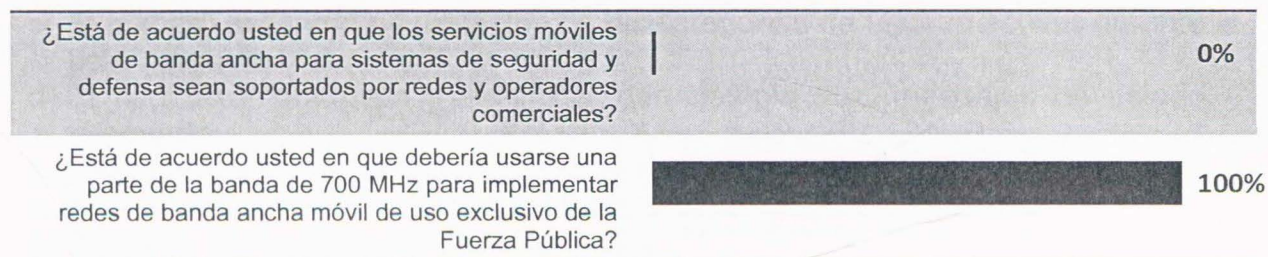 ¿Está de acuerdo usted en que los servicios móviles
de banda ancha para sistemas de seguridad y
defensa sean soportados por redes y operadores
comerciales?
0%
¿Está de acuerdo usted en que debería usarse una
parte de la banda de 700 MHz para implementar
redes de banda ancha móvil de uso exclusivo de la
Fuerza Pública?
100%